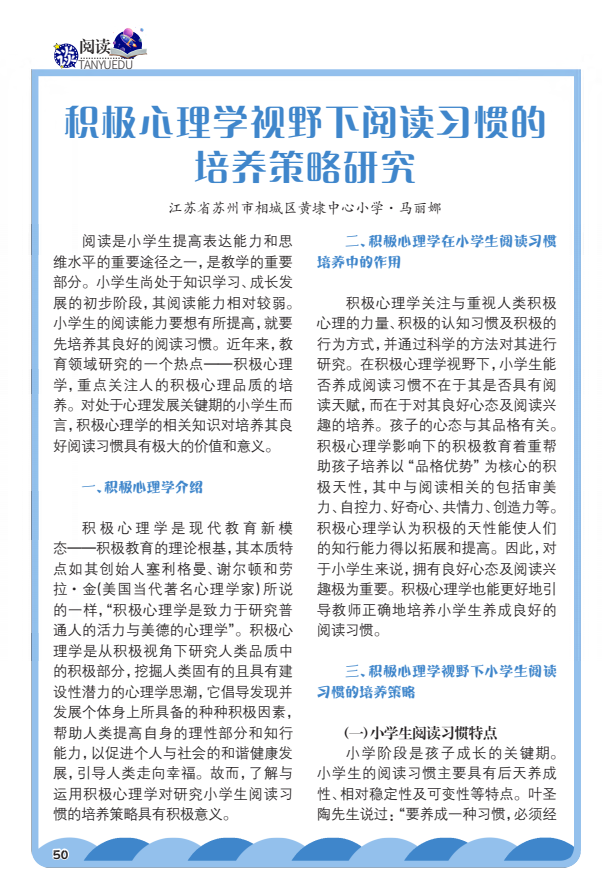 谈
阅读
TANYUEDU
积极心理学视野下阅读习惯的
培养策略研究
江苏省苏州市相城区黄埭中心小学·马丽娜
阅读是小学生提高表达能力和思
维水平的重要途径之一，是教学的重要
部分。小学生尚处于知识学习、成长发
展的初步阶段，其阅读能力相对较弱。
小学生的阅读能力要想有所提高，就要
先培养其良好的阅读习惯。近年来，教
育领域研究的一个热点——积极心理
学，重点关注人的积极心理品质的培
养。对处于心理发展关键期的小学生而
言，积极心理学的相关知识对培养其良
好阅读习惯具有极大的价值和意义。
一、积极心理学介绍
积极心理学是现代教育新模
态——积极教育的理论根基，其本质特
点如其创始人塞利格曼、谢尔顿和劳
拉·金(美国当代著名心理学家)所说
的一样，“积极心理学是致力于研究普
通人的活力与美德的心理学”。积极心
理学是从积极视角下研究人类品质中
的积极部分，挖掘人类固有的且具有建
设性潜力的心理学思潮，它倡导发现并
发展个体身上所具备的种种积极因素，
帮助人类提高自身的理性部分和知行
能力，以促进个人与社会的和谐健康发
展，引导人类走向幸福。故而，了解与
运用积极心理学对研究小学生阅读习
惯的培养策略具有积极意义。
二、积极心理学在小学生阅读习惯
培养中的作用
积极心理学关注与重视人类积极
心理的力量、积极的认知习惯及积极的
行为方式，并通过科学的方法对其进行
研究。在积极心理学视野下，小学生能
否养成阅读习惯不在于其是否具有阅
读天赋，而在于对其良好心态及阅读兴
趣的培养。孩子的心态与其品格有关。
积极心理学影响下的积极教育着重帮
助孩子培养以“品格优势”为核心的积
极天性，其中与阅读相关的包括审美
力、自控力、好奇心、共情力、创造力等。
积极心理学认为积极的天性能使人们
的知行能力得以拓展和提高。因此，对
于小学生来说，拥有良好心态及阅读兴
趣极为重要。积极心理学也能更好地引
导教师正确地培养小学生养成良好的
阅读习惯。
三、积极心理学视野下小学生阅读
习惯的培养策略
(一)小学生阅读习惯特点
小学阶段是孩子成长的关键期。
小学生的阅读习惯主要具有后天养成
性、相对稳定性及可变性等特点。叶圣
陶先生说过：“要养成一种习惯，必须经
50